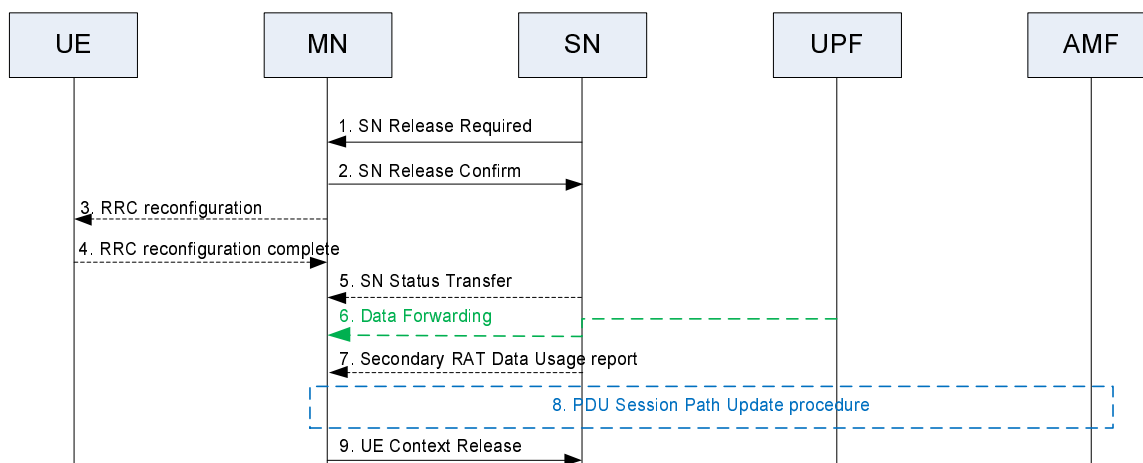 UE MN SN UPF AMF
1. SN Release Required
2. SN Release Confirm
3. RRC reconfiguration
4. RRC reconfiguration complete
5. SN Status Transfer
6. Data Forwarding
7. Secondary RAT Data Usage report
8. PDU Session Path Update procedure
9. UE Context Release